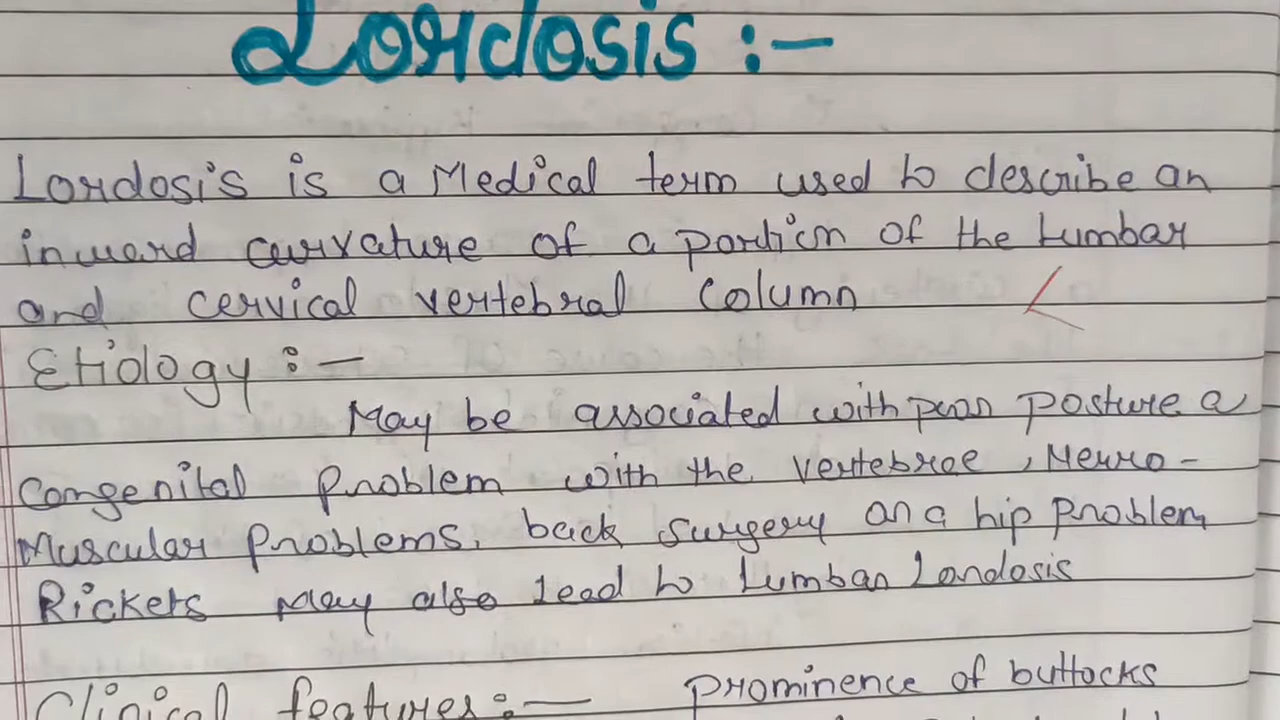 Lordosis :-
Lordosis is a Medical term used to describe an
inward curvature of a portion of the Lumbar
and cervical vertebral column
Etiology :-
May be associated with poor posture a
Congenital problem with the vertebrae, Neuro-
Muscular problems, back surgery or a hip problem
Rickets may also lead to Lumbar Lordosis
Clinical features :- prominence of buttocks